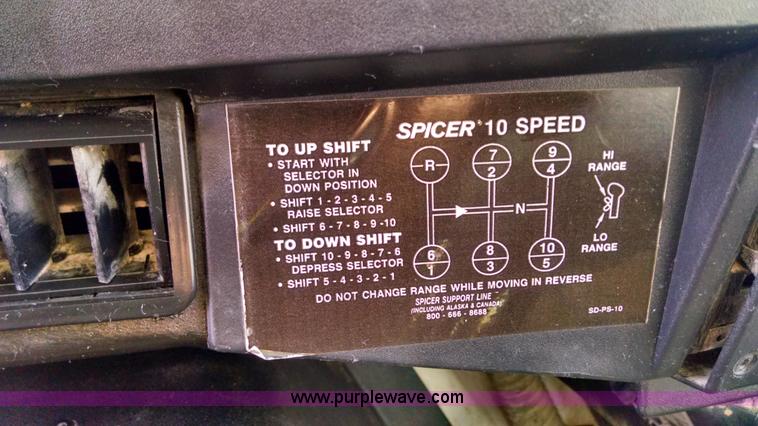 SPICER® 10 SPEED
TO UP SHIFT
• START WITH
SELECTOR IN
DOWN POSITION
• SHIFT 1 - 2 - 3 - 4 - 5
RAISE SELECTOR
• SHIFT 6 - 7 - 8 - 9 -10
TO DOWN SHIFT
• SHIFT 10 - 9 - 8 - 7 - 6
DEPRESS SELECTOR
• SHIFT 5 - 4 - 3 - 2 - 1
R 7 9
2 4
N
6 8 10
1 3 5
HI
RANGE
LO
RANGE
DO NOT CHANGE RANGE WHILE MOVING IN REVERSE
SPICER SUPPORT LINE
(INCLUDING ALASKA & CANADA)
800 - 666 - 8688
SD-PS-10
www.purplewave.com